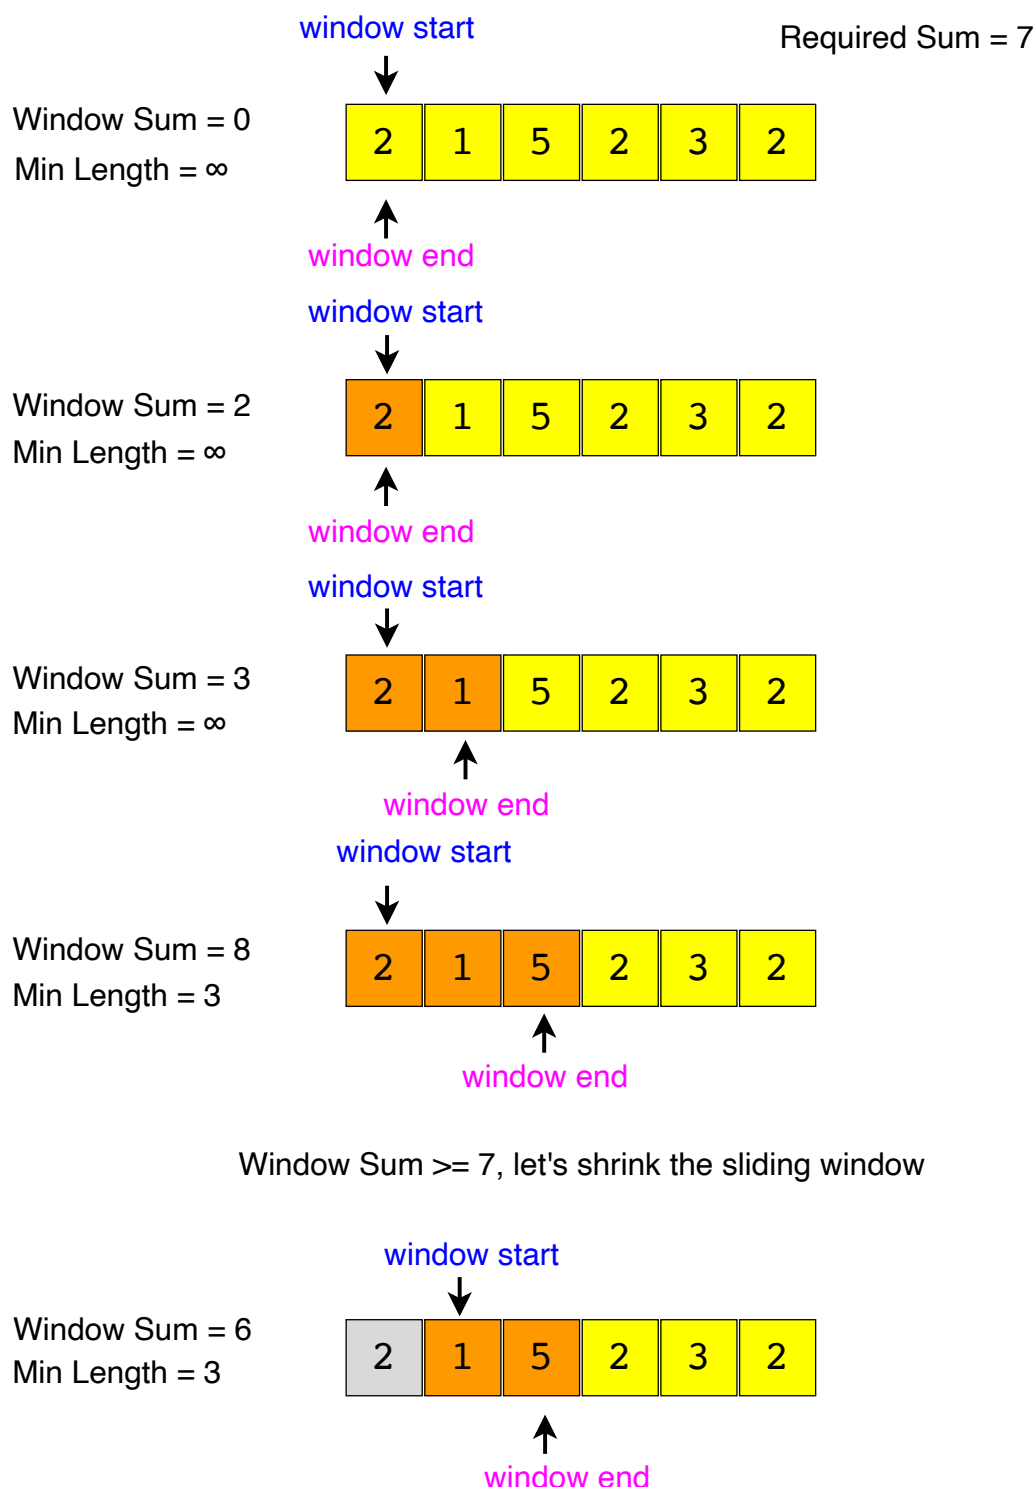 window start
Required Sum = 7
Window Sum = 0
2 1 5 2 3 2
Min Length = ∞
window end
window start
Window Sum = 2
2 1 5 2 3 2
Min Length = ∞
window end
window start
Window Sum = 3
2 1 5 2 3 2
Min Length = ∞
window end
window start
Window Sum = 8
2 1 5 2 3 2
Min Length = 3
window end
Window Sum >= 7, let's shrink the sliding window
window start
Window Sum = 6
2 1 5 2 3 2
Min Length = 3
window end